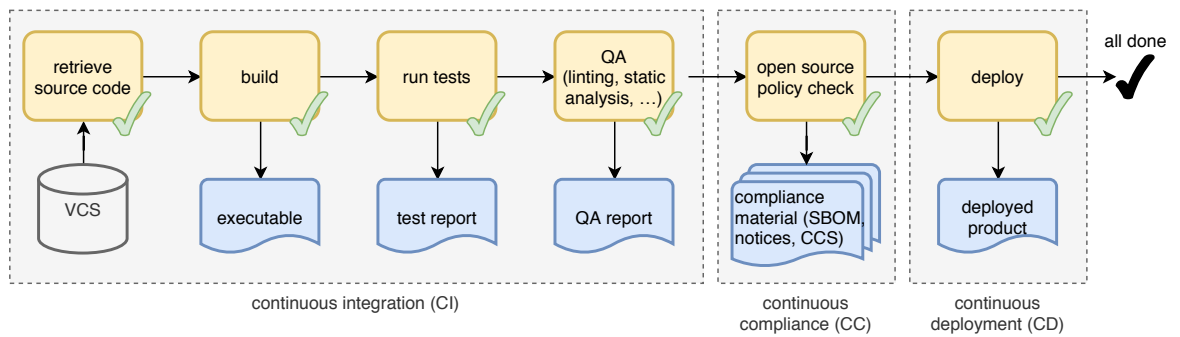 retrieve
source code
build
run tests
QA
(linting, static
analysis, ...)
open source
policy check
deploy
all done
VCS
executable
test report
QA report
compliance
material (SBOM,
notices, CCS)
deployed
product
continuous integration (CI)
continuous
compliance (CC)
continuous
deployment (CD)